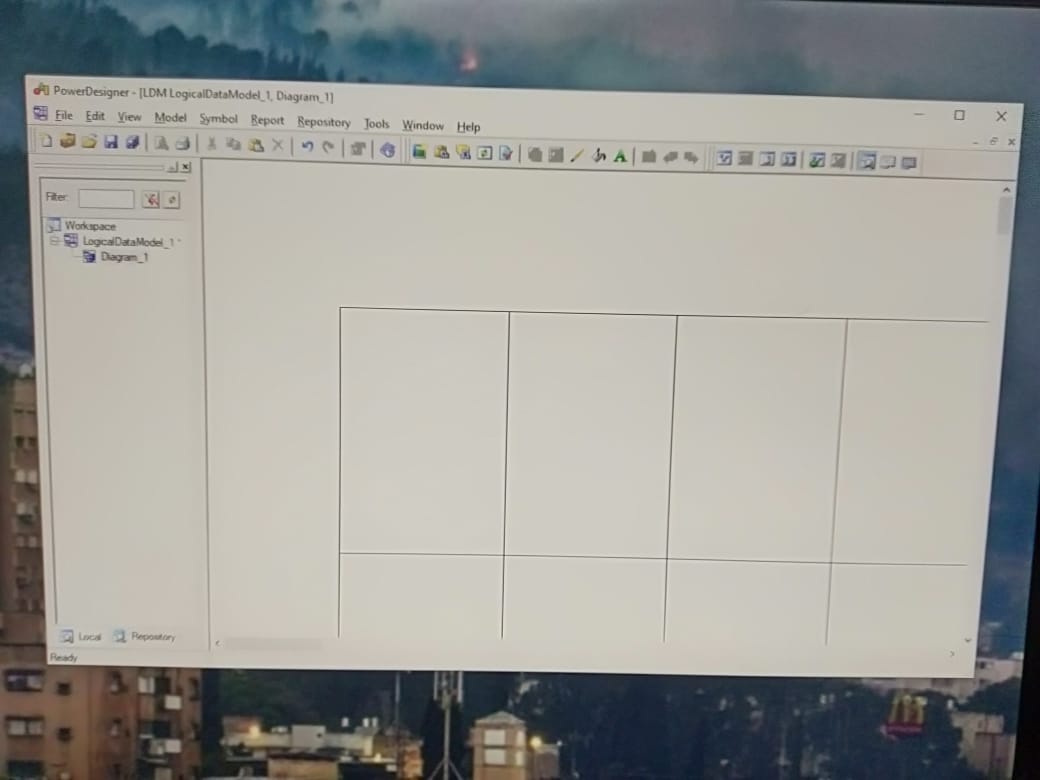 PowerDesigner - [LDM LogicalDataModel_1, Diagram_1]
File Edit View Model Symbol Report Repository Tools Window Help
Filter:
Workspace
LogicalDataModel_1 *
Diagram_1
Local Repository
Ready